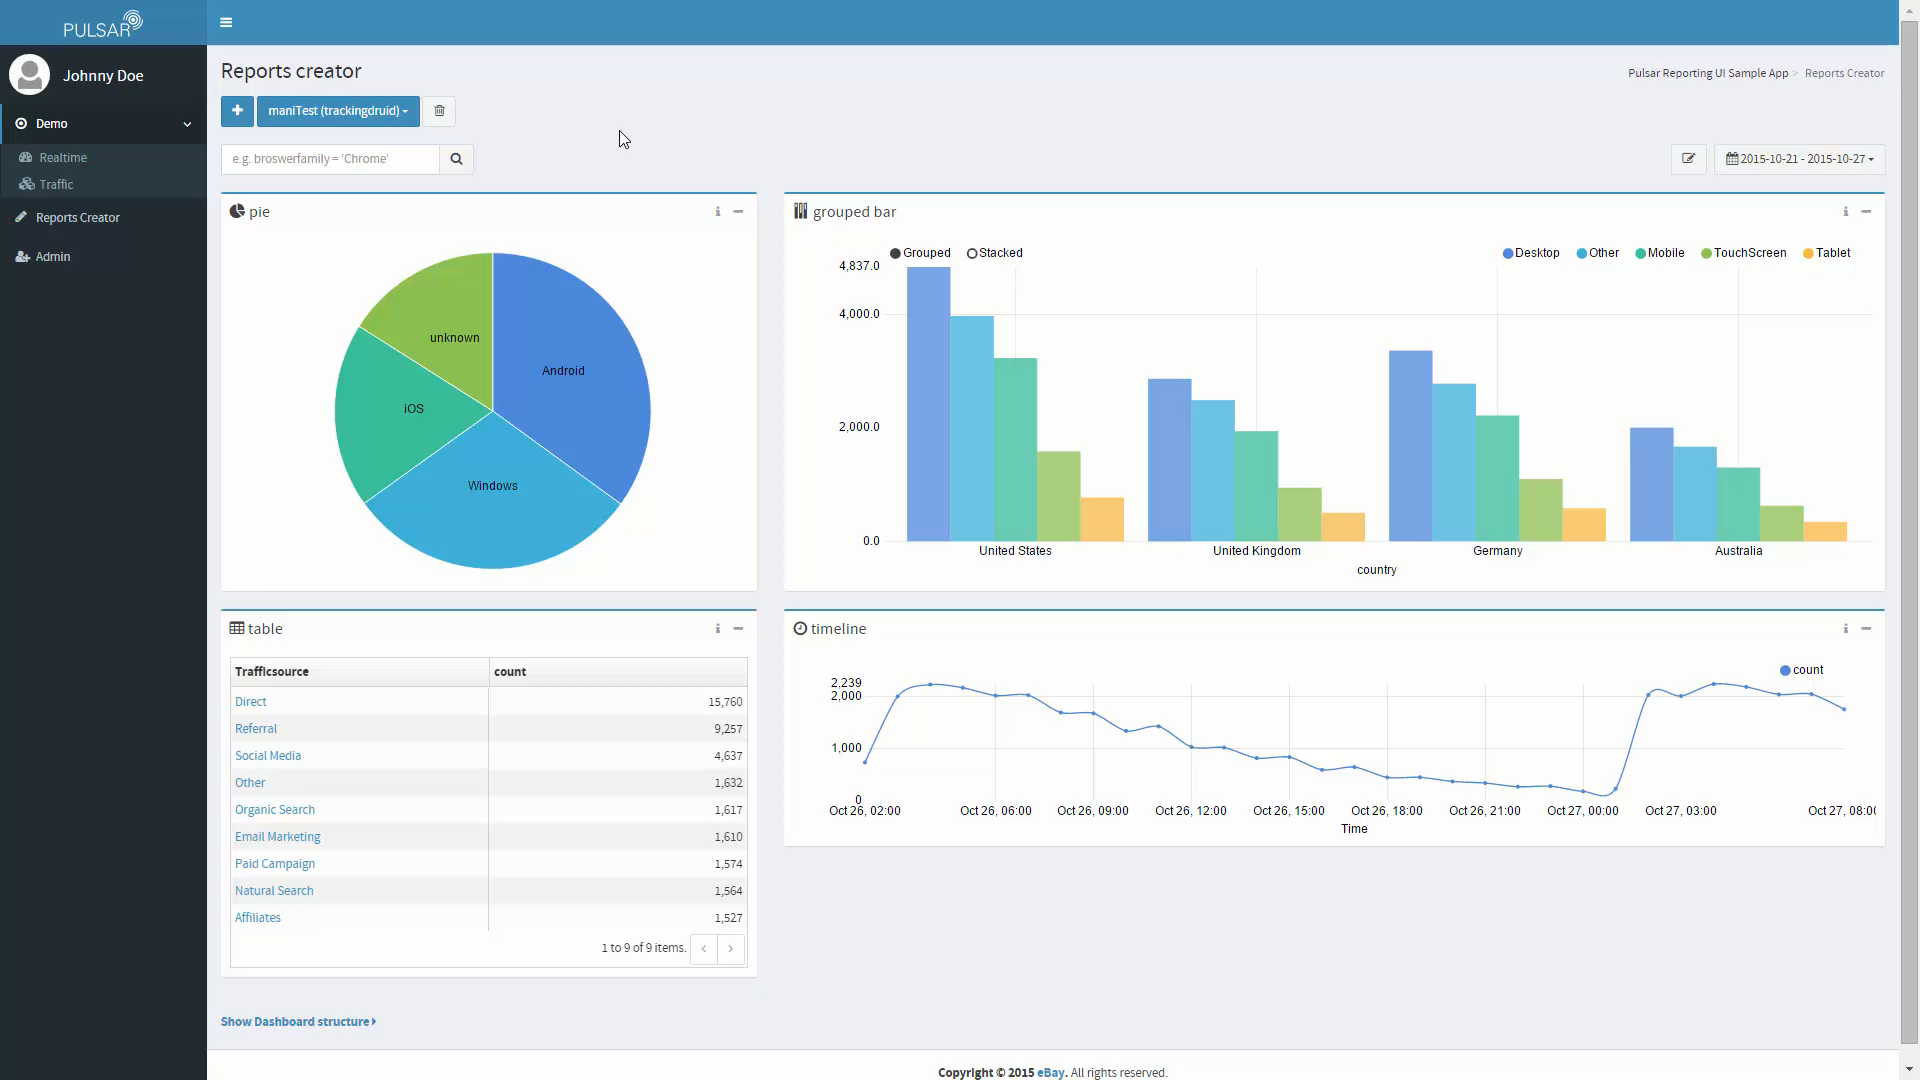 PULSAR
Johnny Doe
Demo
Realtime
Traffic
Reports Creator
Admin
Reports creator
Pulsar Reporting UI Sample App > Reports Creator
maniTest (trackingdruid)
e.g. broswerfamily = 'Chrome'
2015-10-21 - 2015-10-27
pie
unknown
Android
iOS
Windows
grouped bar
Grouped Stacked
Desktop Other Mobile TouchScreen Tablet
4,837.0
4,000.0
2,000.0
0.0
United States United Kingdom Germany Australia
country
table
Trafficsource count
Direct 15,760
Referral 9,257
Social Media 4,637
Other 1,632
Organic Search 1,617
Email Marketing 1,610
Paid Campaign 1,574
Natural Search 1,564
Affiliates 1,527
1 to 9 of 9 items.
timeline
count
2,239
2,000
1,000
0
Oct 26, 02:00 Oct 26, 06:00 Oct 26, 09:00 Oct 26, 12:00 Oct 26, 15:00 Oct 26, 18:00 Oct 26, 21:00 Oct 27, 00:00 Oct 27, 03:00 Oct 27, 08:00
Time
Show Dashboard structure
Copyright © 2015 eBay. All rights reserved.